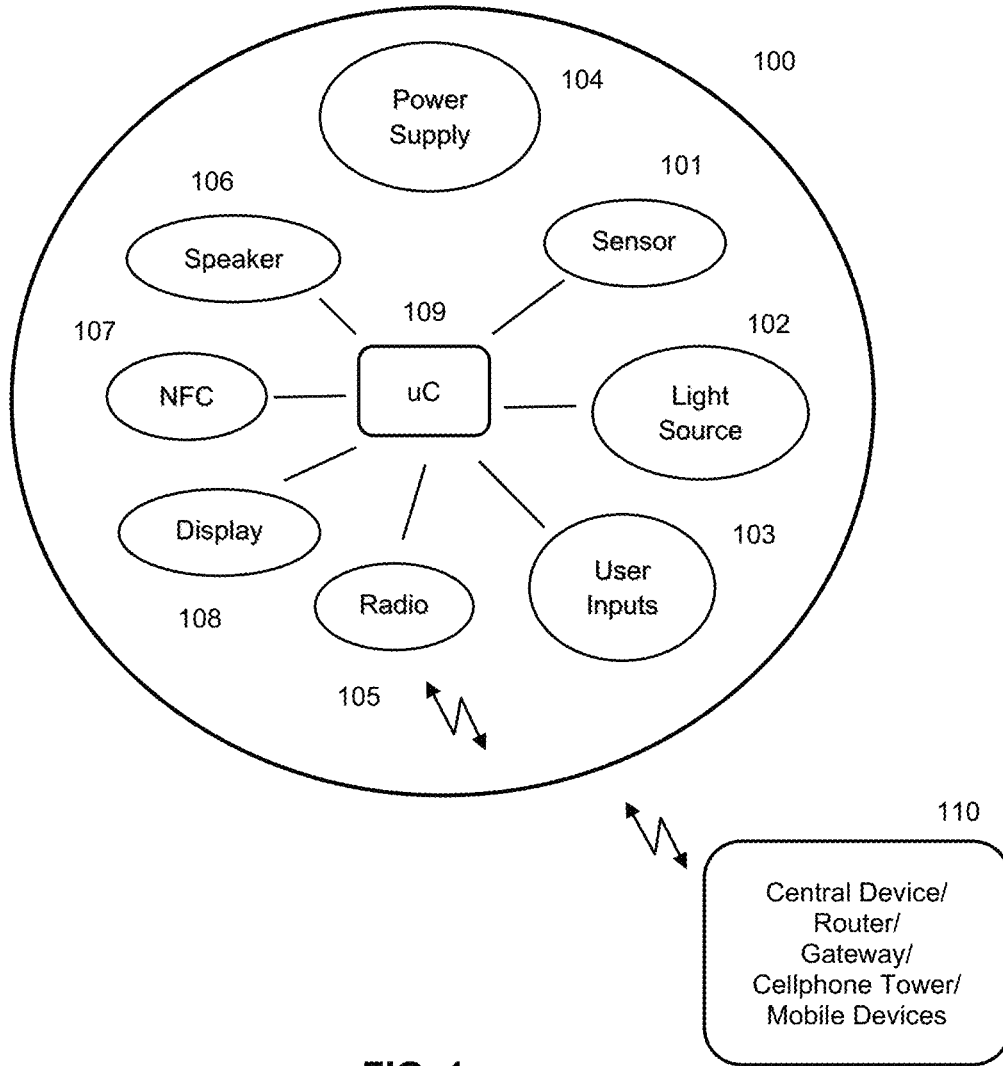 100
104
Power
Supply
101
106
Sensor
Speaker
109
102
107
uC
NFC
Light
Source
Display
103
User
Inputs
Radio
108
105
110
Central Device/
Router/
Gateway/
Cellphone Tower/
Mobile Devices